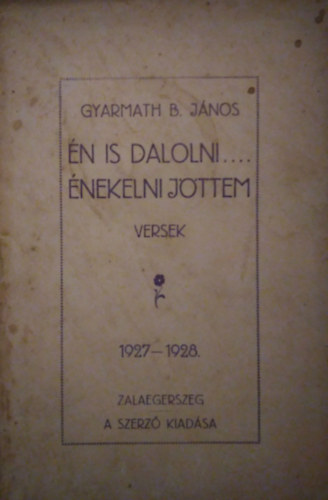 GYARMATH B. JÁNOS
ÉN IS DALOLNI....
ÉNEKELNI JÖTTEM
VERSEK
1927–1928.
ZALAEGERSZEG
A SZERZŐ KIADÁSA